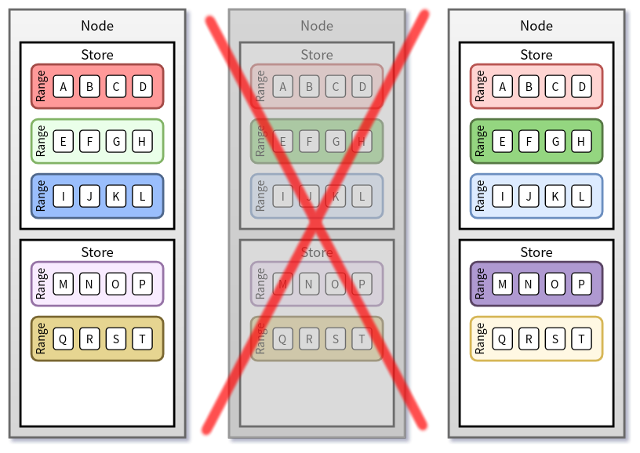 Node
Store
Range A B C D
Range E F G H
Range I J K L
Store
Range M N O P
Range Q R S T
Node
Store
Range A B C D
Range E F G H
Range I J K L
Store
Range M N O P
Range Q R S T
Node
Store
Range A B C D
Range E F G H
Range I J K L
Store
Range M N O P
Range Q R S T